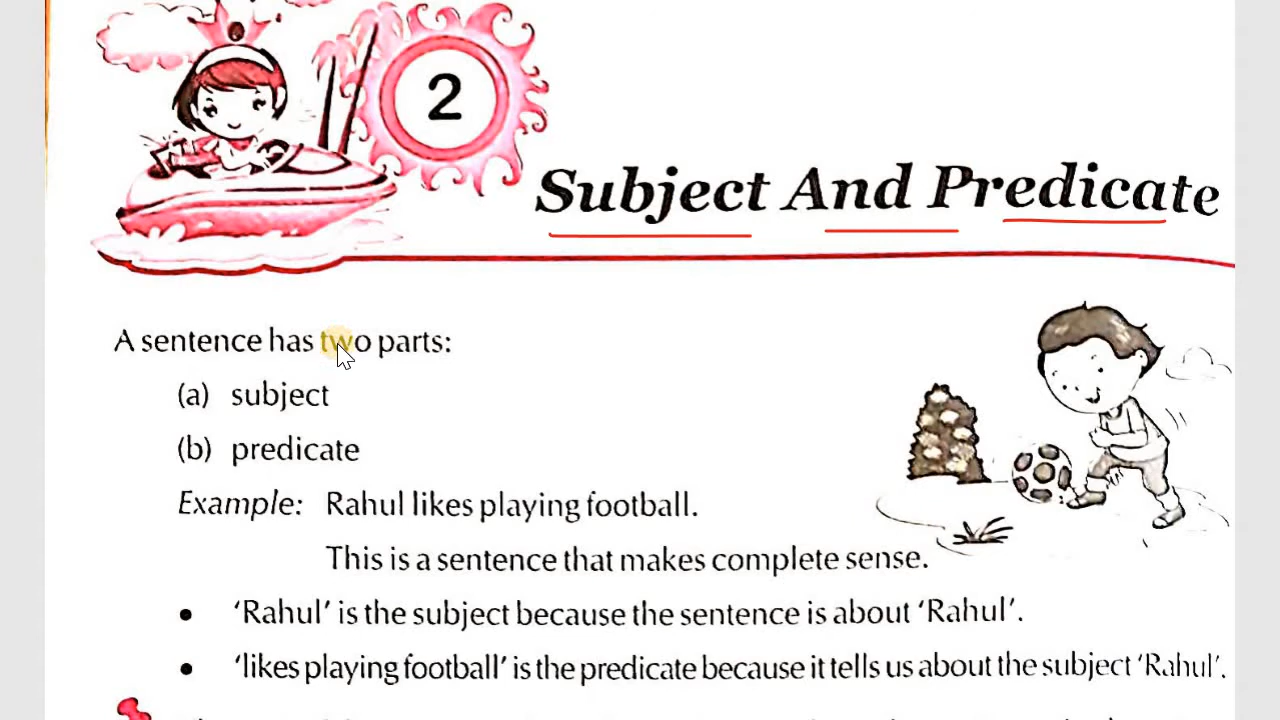 2
Subject And Predicate
A sentence has two parts:
(a) subject
(b) predicate
Example: Rahul likes playing football.
This is a sentence that makes complete sense.
• ‘Rahul’ is the subject because the sentence is about ‘Rahul’.
• ‘likes playing football’ is the predicate because it tells us about the subject ‘Rahul’.